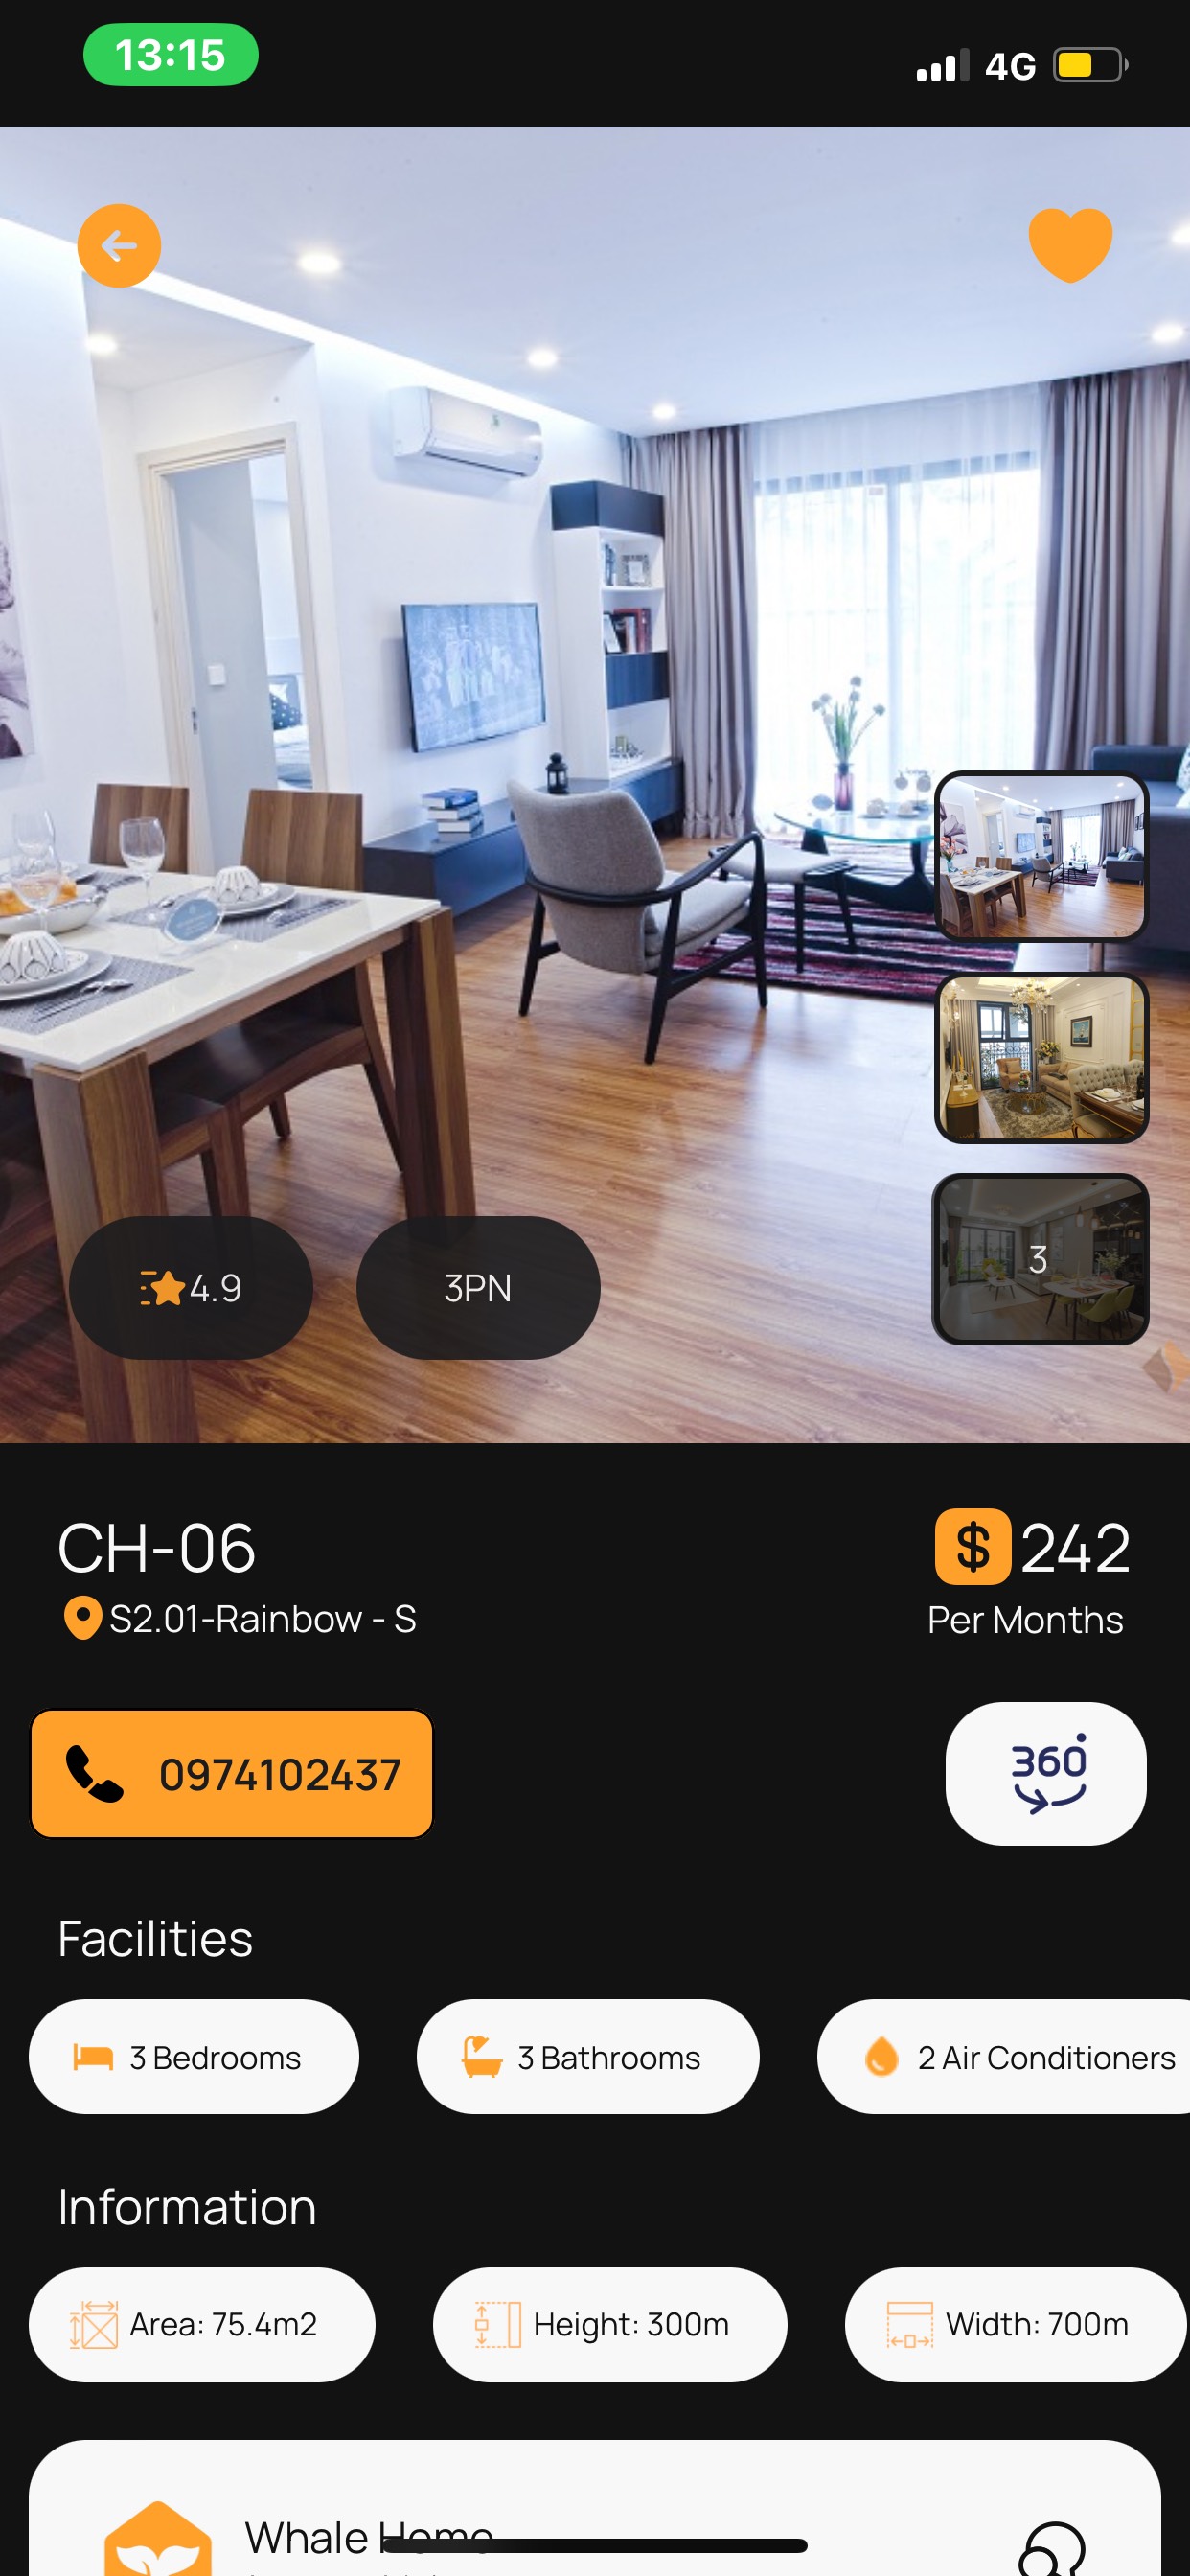 13:15
4G
4.9
3PN
3
CH-06
$ 242
S2.01-Rainbow - S
Per Months
0974102437
360
Facilities
3 Bedrooms
3 Bathrooms
2 Air Conditioners
Information
Area: 75.4m2
Height: 300m
Width: 700m
Whale Home